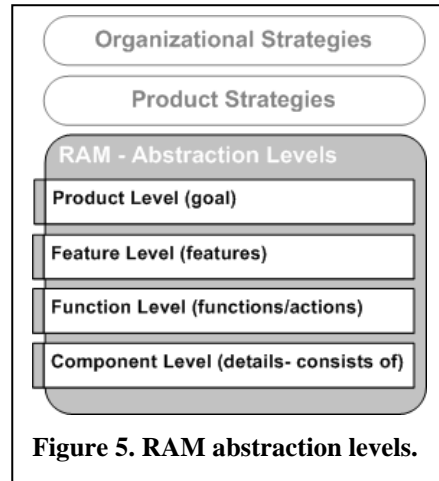 Organizational Strategies
Product Strategies
RAM - Abstraction Levels
Product Level (goal)
Feature Level (features)
Function Level (functions/actions)
Component Level (details- consists of)
Figure 5. RAM abstraction levels.